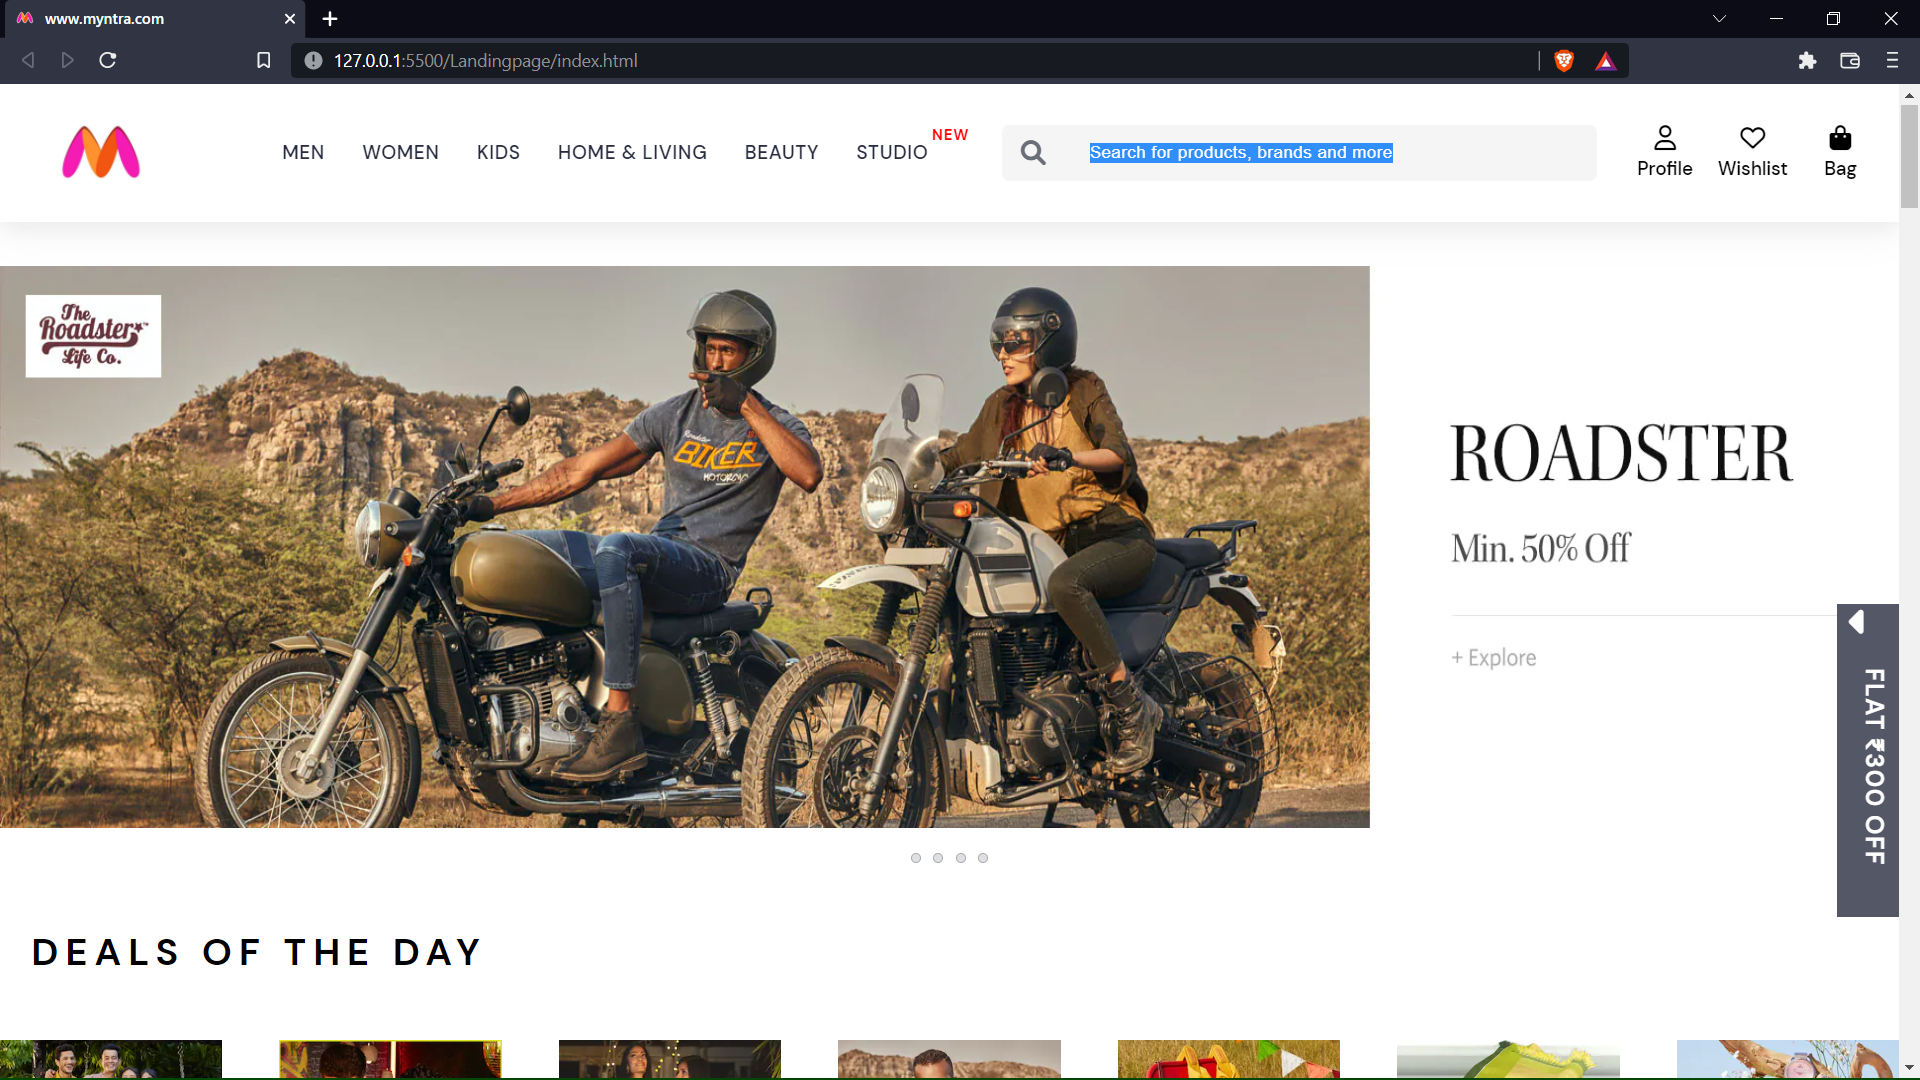 www.myntra.com
127.0.0.1:5500/Landingpage/index.html
MEN WOMEN KIDS HOME & LIVING BEAUTY STUDIO NEW
Search for products, brands and more
Profile Wishlist Bag
The
Roadster
Life Co.
Roadster
BIKER
ROADSTER
Min. 50% Off
+ Explore
FLAT ₹300 OFF
DEALS OF THE DAY